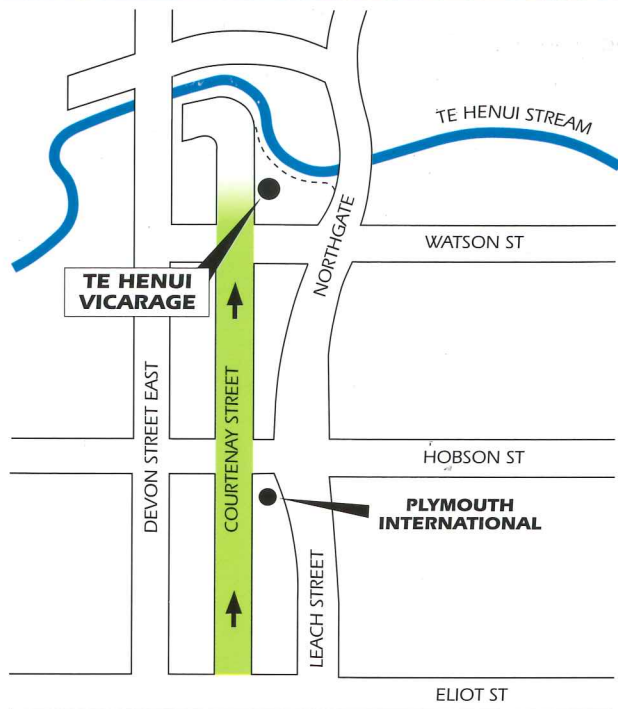 TE HENUI STREAM
WATSON ST
NORTHGATE
TE HENUI
VICARAGE
DEVON STREET EAST
COURTENAY STREET
HOBSON ST
PLYMOUTH
INTERNATIONAL
LEACH STREET
ELIOT ST